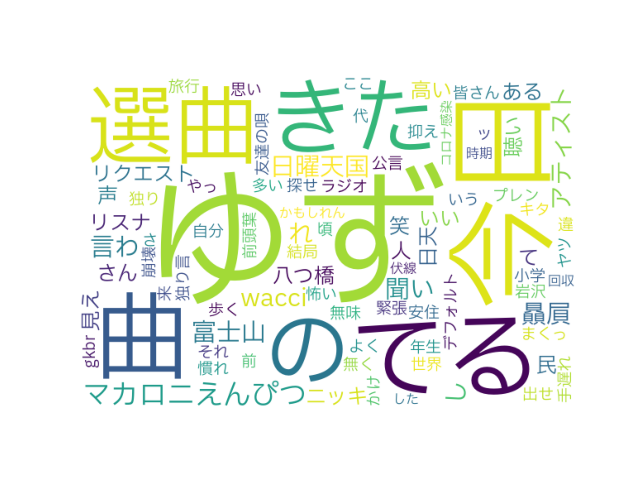 旅行
思い
ここ
高い
皆さん
ある
選曲
きた
代
抑え
コロナ感染
聴い
ッ
時期
日
アティスト
友達の唄
リクエスト
日曜天国
公言
声
独り
やっ
多い
探せ
ラジオ
いう
プレン
キタ
ゆず
今
かもしれん
リスナ
自分
前頭葉
れ
頃
笑
いい
違
言わ
崩壊
結局
人
日天
て
ヤツ
さん
八つ橋
伏線
聞い
小学
回収
来
独り言
wacci
怖い
緊張
安住
デフォルト
岩沢
贔屓
見え
曲
歩く
無味
のてる
まくっ
gkbr
富士山
それ
慣れ
前
無く
よく
年生
世界
民
手遅れ
マカロニえんぴつ
ニッキ
かけ
した
し
出せ